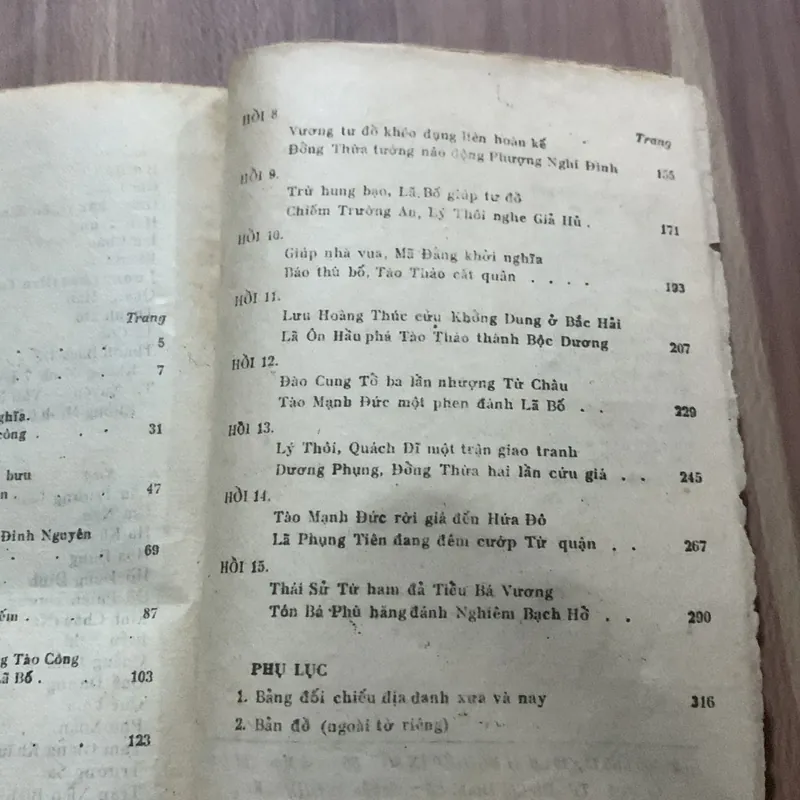 Trang
5
7
ghĩa.
công . . . 31
bưu
n . . . . 47
Đinh Nguyên
69
ếm . . . 87
g Tào Công
ã Bố . . . 103
123
HỒI 8
Trang
Vương tư đồ khéo dụng liên hoàn kế
Đồng Thừa tướng náo động Phượng Nghi Đình 155
HỒI 9.
Trừ hung bạo, Lã Bố giúp tư đồ
Chiếm Trường An, Lý Thôi nghe Giả Hủ . 171
HỒI 10.
Giúp nhà vua, Mã Đằng khởi nghĩa
Báo thù bố, Tào Tháo cất quân . . . . 193
HỒI 11.
Lưu Hoàng Thúc cứu Khổng Dung ở Bắc Hải
Lã Ôn Hầu phá Tào Tháo thành Bộc Dương 207
HỒI 12.
Đào Cung Tổ ba lần nhượng Từ Châu
Tào Mạnh Đức một phen đánh Lã Bố . . 229
HỒI 13.
Lý Thôi, Quách Dĩ một trận giao tranh
Dương Phụng, Đồng Thừa hai lần cứu giá . . 245
HỒI 14.
Tào Mạnh Đức rời giá đến Hứa Đô
Lã Phụng Tiên đang đêm cướp Từ quận . . 267
HỒI 15.
Thái Sử Từ ham đả Tiểu Bá Vương
Tôn Bá Phù hăng đánh Nghiêm Bạch Hổ . . 290
PHỤ LỤC
1. Bảng đối chiếu địa danh xưa và nay 316
2. Bản đồ (ngoài tờ riêng)